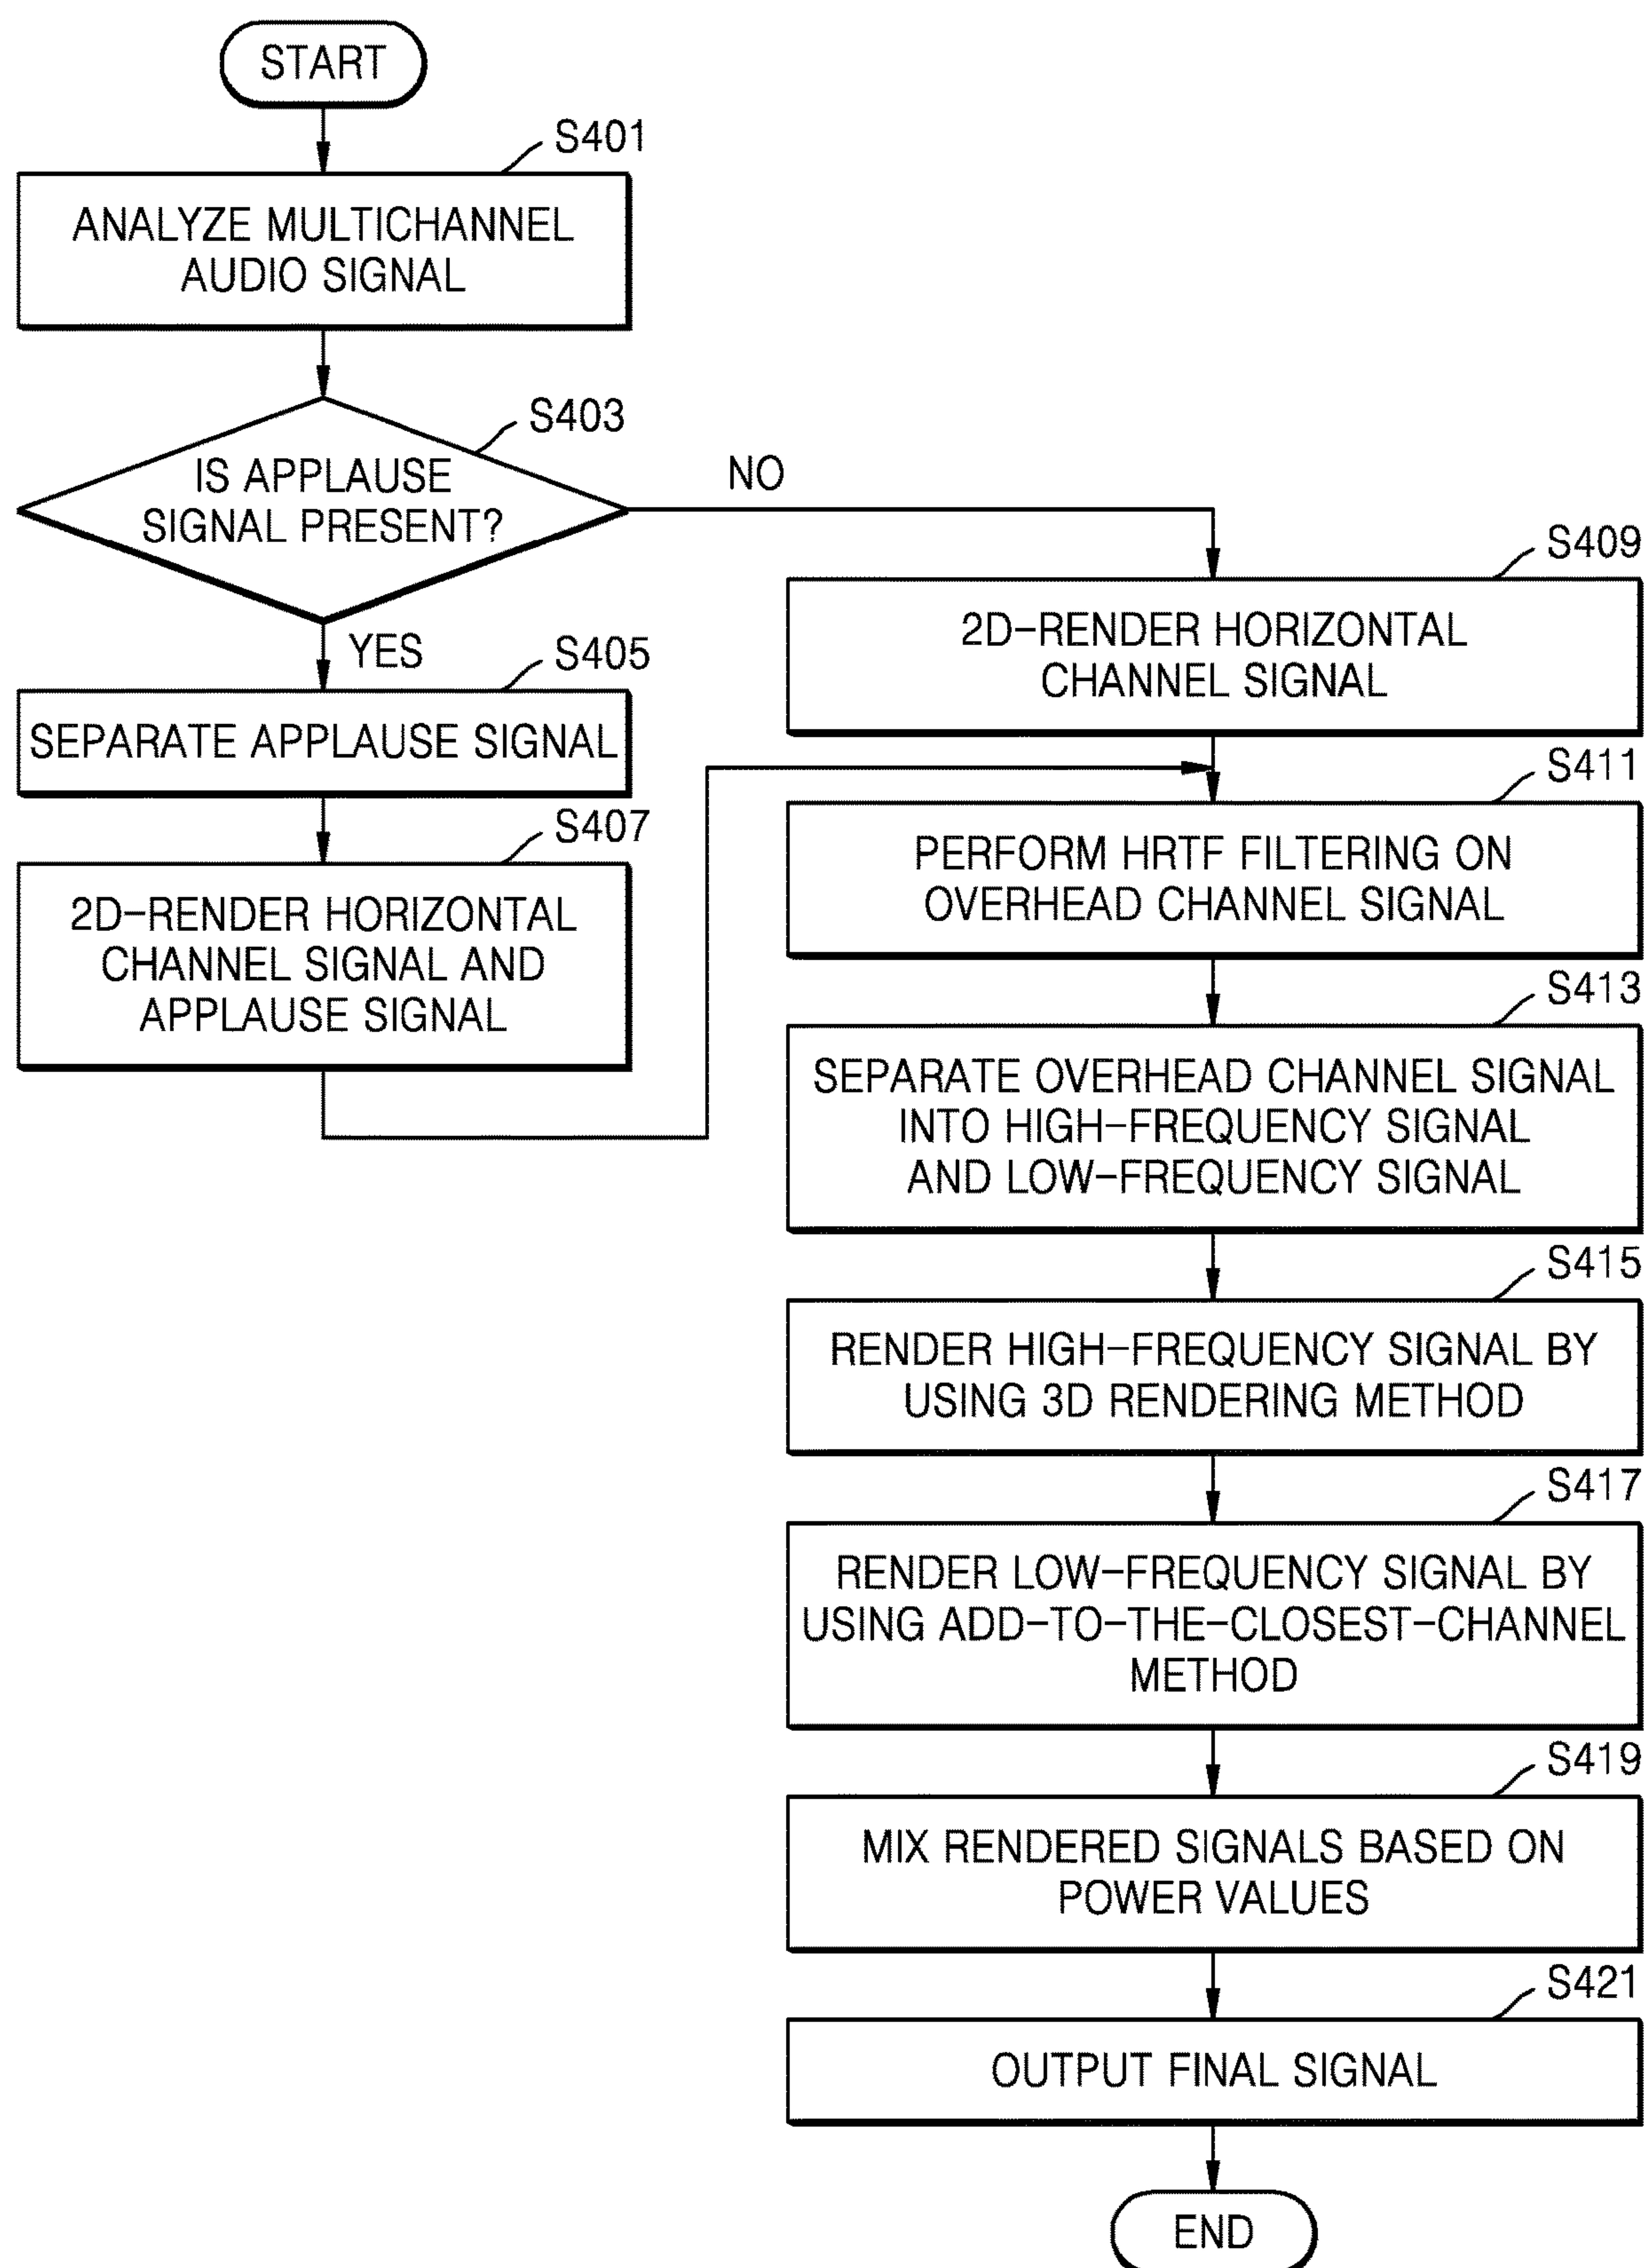 START
S401
ANALYZE MULTICHANNEL
AUDIO SIGNAL
S403
IS APPLAUSE
SIGNAL PRESENT?
NO
YES
S405
SEPARATE APPLAUSE SIGNAL
S407
2D-RENDER HORIZONTAL
CHANNEL SIGNAL AND
APPLAUSE SIGNAL
S409
2D-RENDER HORIZONTAL
CHANNEL SIGNAL
S411
PERFORM HRTF FILTERING ON
OVERHEAD CHANNEL SIGNAL
S413
SEPARATE OVERHEAD CHANNEL SIGNAL
INTO HIGH-FREQUENCY SIGNAL
AND LOW-FREQUENCY SIGNAL
S415
RENDER HIGH-FREQUENCY SIGNAL BY
USING 3D RENDERING METHOD
S417
RENDER LOW-FREQUENCY SIGNAL BY
USING ADD-TO-THE-CLOSEST-CHANNEL
METHOD
S419
MIX RENDERED SIGNALS BASED ON
POWER VALUES
S421
OUTPUT FINAL SIGNAL
END